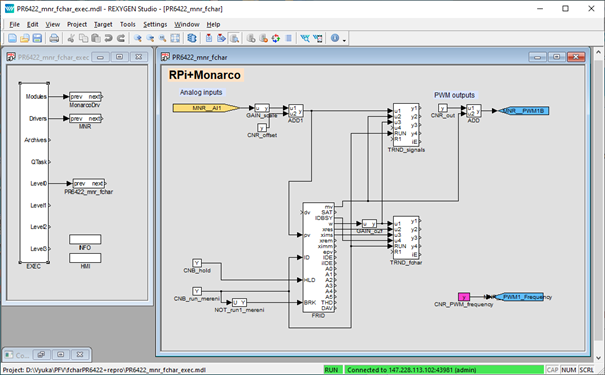 PR6422_mnr_fchar_exec.mdl - REXYGEN Studio - [PR6422_mnr_fchar]
File Edit View Project Target Tools Settings Window Help
PR6422_mnr_fchar_exec
Modules
Drivers
Archives
QTask
Level0
Level1
Level2
Level3
EXEC
prev next
MonarcoDrv
prev next
MNR
prev next
PR6422_mnr_fchar
INFO
HMI
PR6422_mnr_fchar
RPi+Monarco
Analog inputs
PWM outputs
MNR__AI1
u y
GAIN_scale
y
CNR_offset
u1
u2
y
ADD1
u1
u2
u3
u4
RUN
R1
y1
y2
y3
y4
iE
TRND_signals
y
CNR_out
u1
u2
y
ADD
MNR__PWM1B
dv
pv
ID
HLD
BRK
mv
SAT
IDBSY
w
xres
xims
xrem
ximm
epv
IDE
IIDE
A0
A1
A2
A3
A4
A5
THD
DAV
FRID
u y
GAIN_out
u1
u2
u3
u4
RUN
R1
y1
y2
y3
y4
iE
TRND_fchar
Y
CNB_hold
Y
CNB_run_mereni
U Y
NOT_run1_mereni
y
CNR_PWM_frequency
PWM1_Frequency
Co...
Project: D:\Vyuka\PFV\fcharPR6422+repro\PR6422_mnr_fchar_exec.mdl
RUN
Connected to 147.228.113.102:43981 (admin)
CAP NUM SCRL